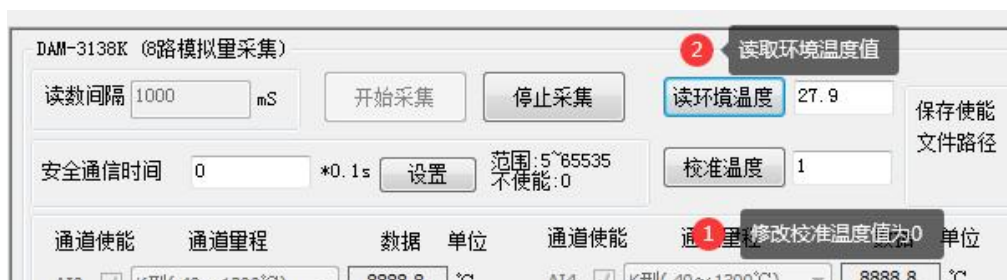 DAM-3138K (8路模拟量采集)
2 读取环境温度值
读数间隔 1000 mS 开始采集 停止采集 读环境温度 27.9
保存使能
文件路径
安全通信时间 0 *0.1s 设置 范围:5~65535
不使能:0
校准温度 1
1 修改校准温度值为0
通道使能 通道里程 数据 单位 通道使能 单位
8888.8 ℃ AI4 8888.8 ℃